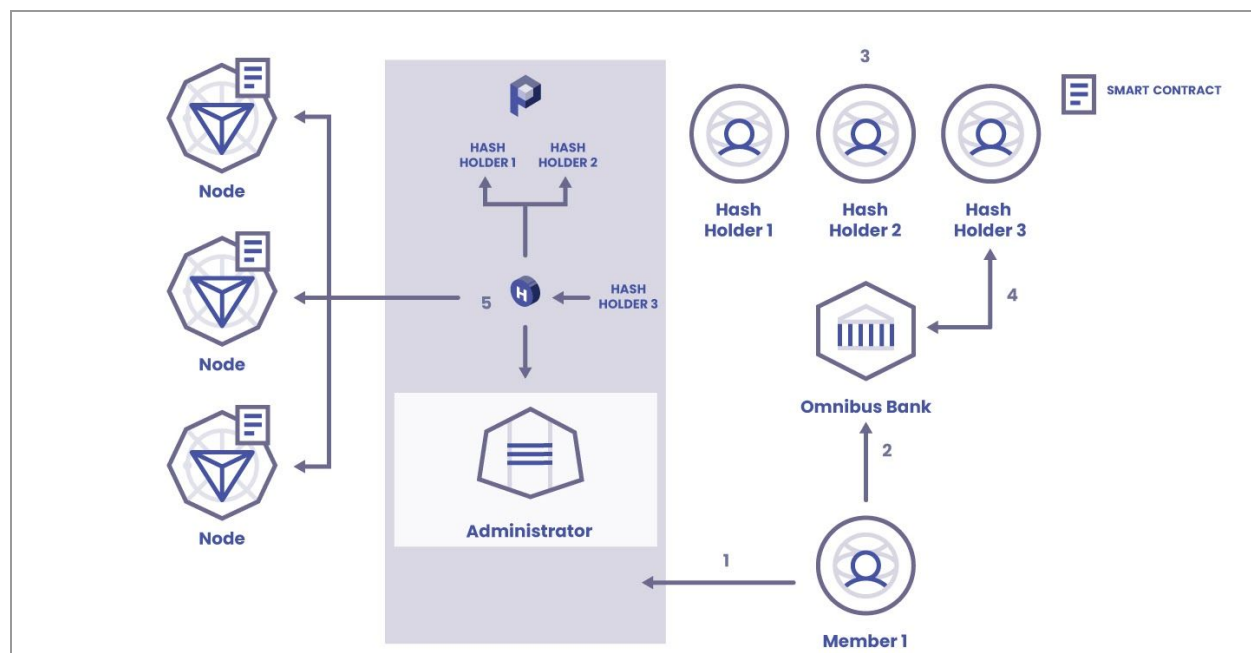 3
SMART CONTRACT
HASH
HOLDER 1
HASH
HOLDER 2
Node
Hash
Holder 1
Hash
Holder 2
Hash
Holder 3
5
H
HASH
HOLDER 3
4
Node
Omnibus Bank
2
Node
Administrator
1
Member 1